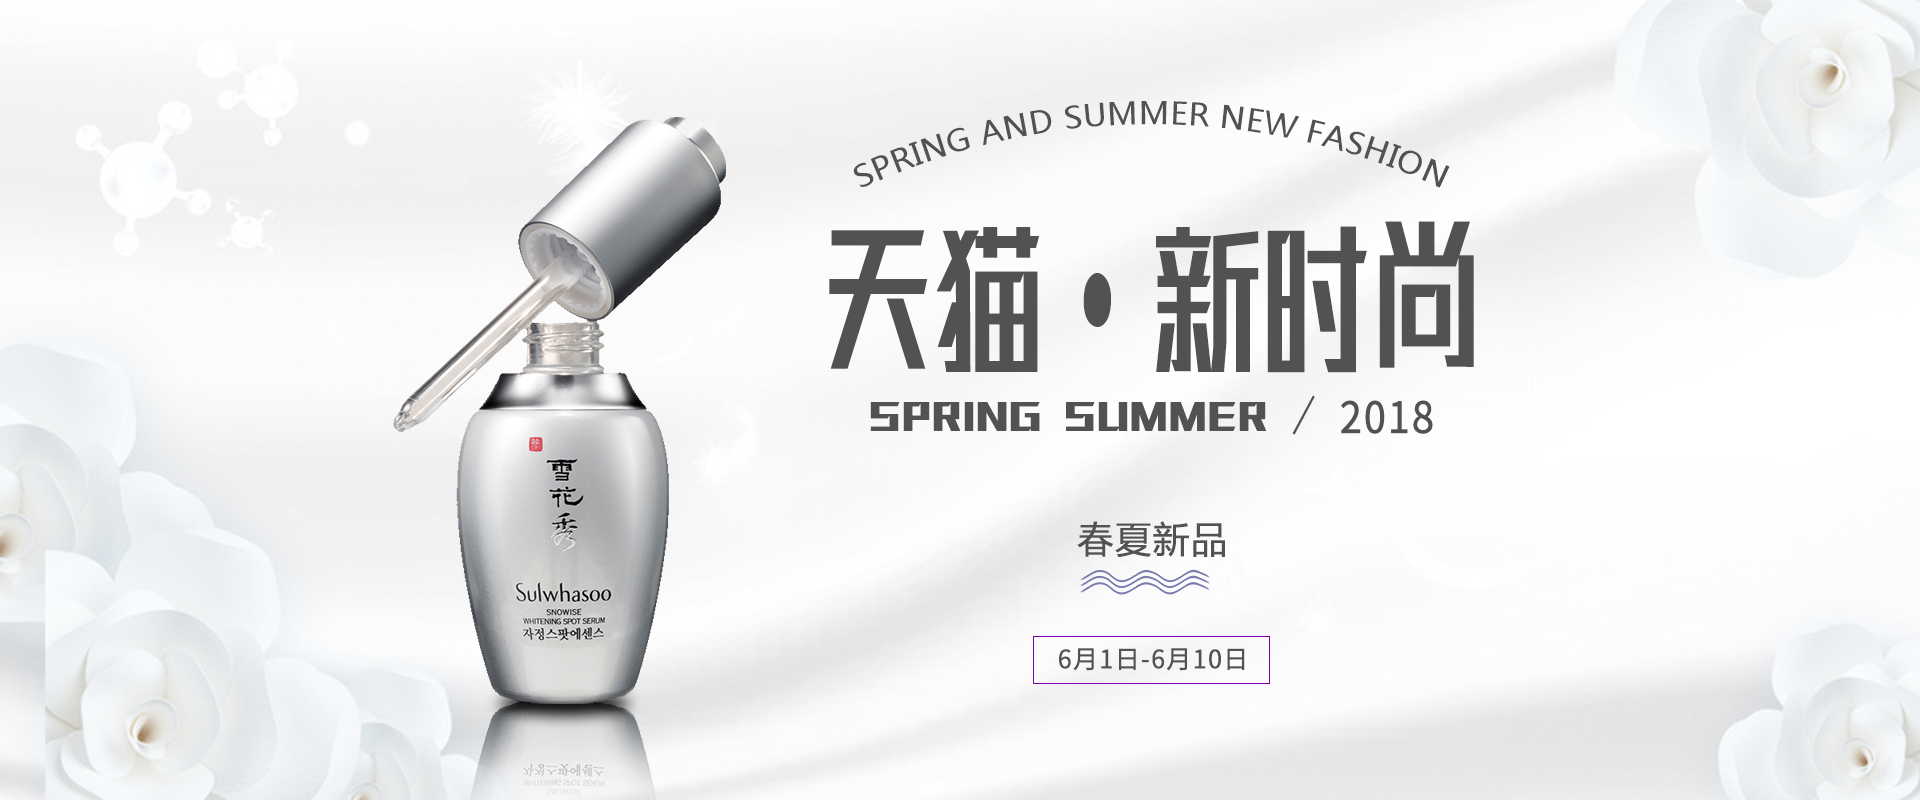 SPRING AND SUMMER NEW FASHION
天猫·新时尚
SPRING SUMMER / 2018
春夏新品
6月1日-6月10日
雪花秀
Sulwhasoo
SNOWISE
WHITENING SPOT SERUM
자정스팟에센스